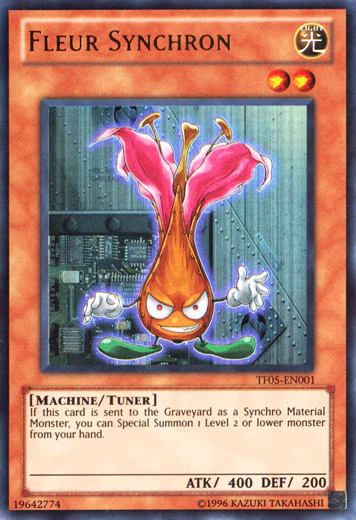 FLEUR SYNCHRON
LIGHT
光
TF05-EN001
[MACHINE/TUNER]
If this card is sent to the Graveyard as a Synchro Material
Monster, you can Special Summon 1 Level 2 or lower monster
from your hand.
ATK/ 400 DEF/ 200
19642774
©1996 KAZUKI TAKAHASHI